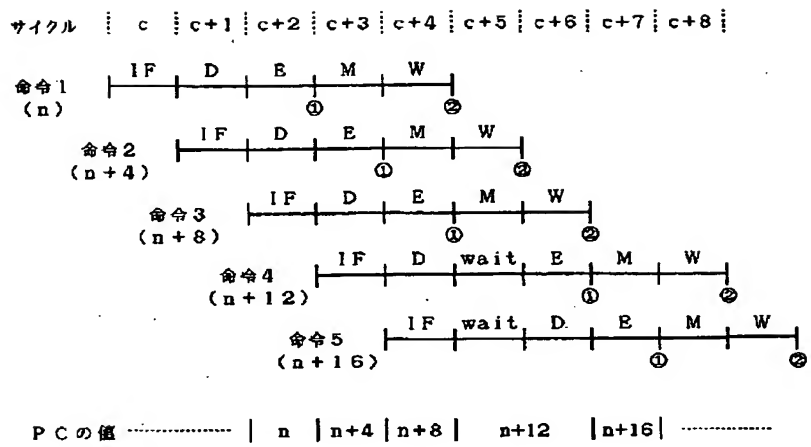 サイクル c c+1 c+2 c+3 c+4 c+5 c+6 c+7 c+8
IF D E M W
命令1
(n) ① ②
IF D E M W
命令2
(n+4) ① ②
IF D E M W
命令3
(n+8) ① ②
IF D wait E M W
命令4
(n+12) ① ②
IF wait D E M W
命令5
(n+16) ① ②
PCの値 n n+4 n+8 n+12 n+16